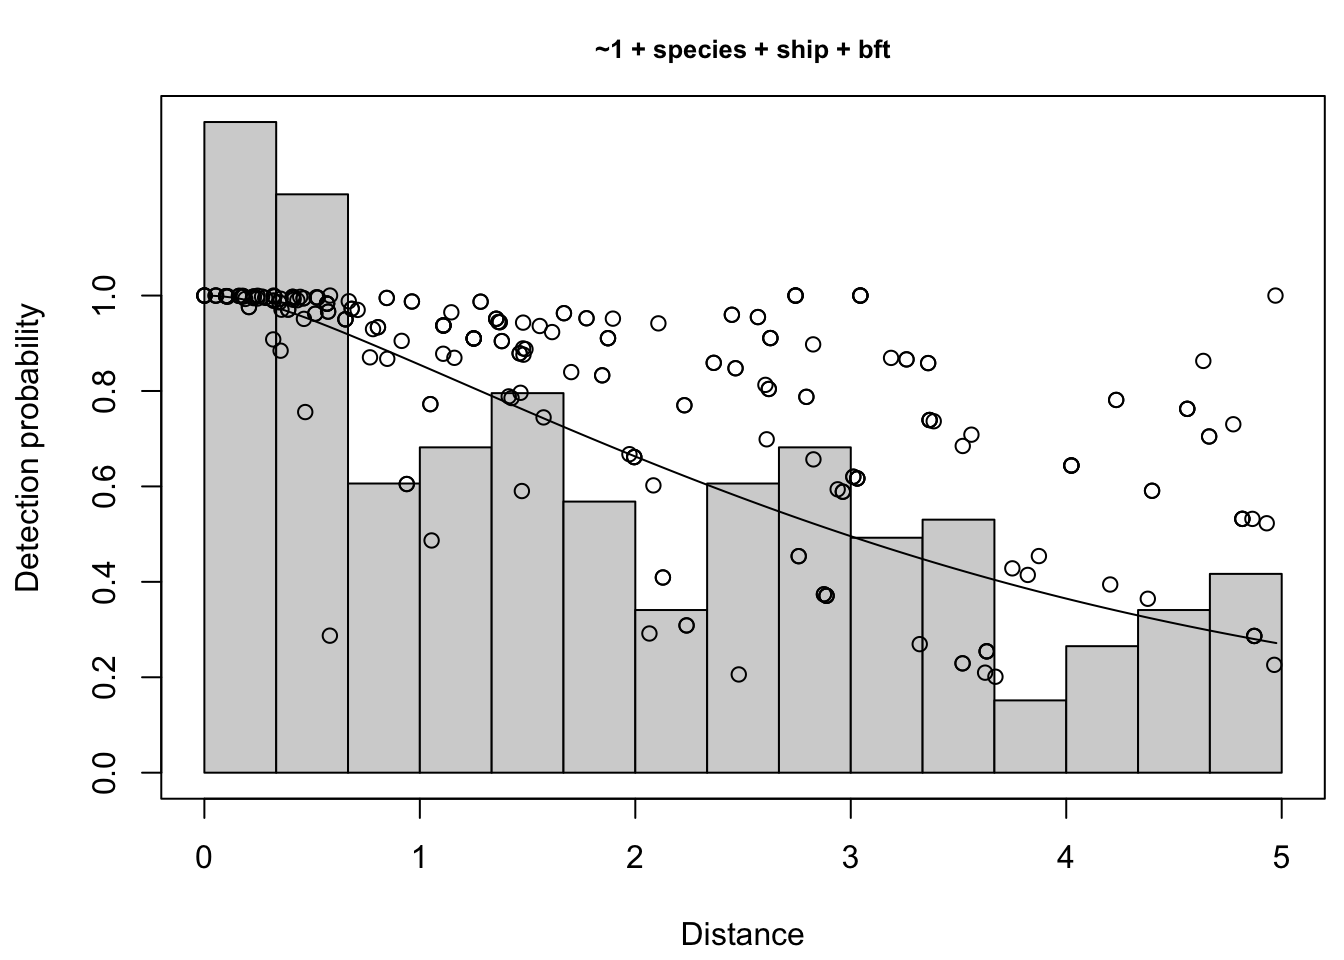 ~1 + species + ship + bft
Detection probability
1.0
0.8
0.6
0.4
0.2
0.0
0 1 2 3 4 5
Distance